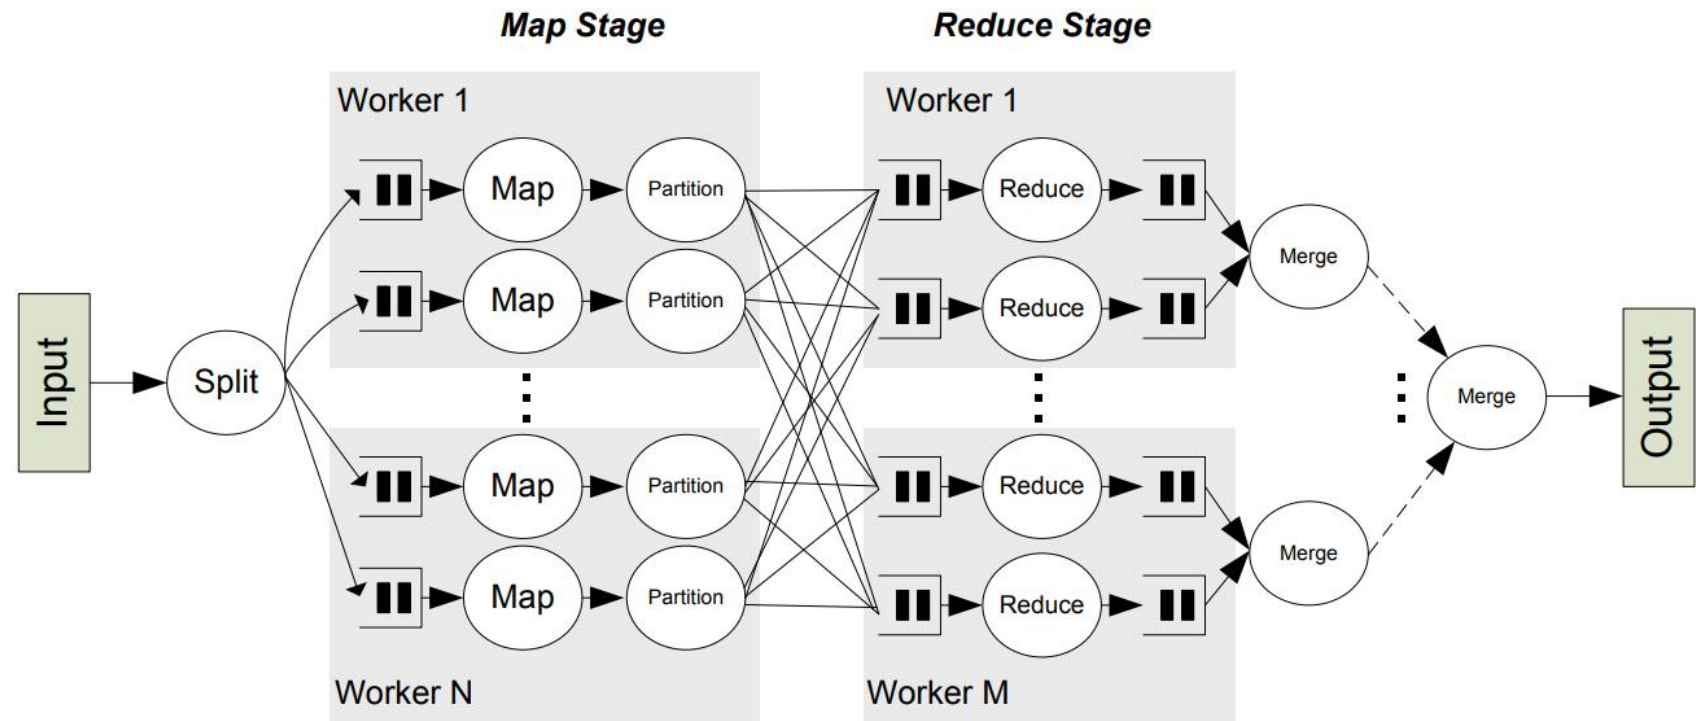 Map Stage
Reduce Stage
Worker 1
Worker 1
Map
Partition
Reduce
Map
Partition
Reduce
Merge
Input
Split
Merge
Output
Map
Partition
Reduce
Map
Partition
Reduce
Merge
Worker N
Worker M